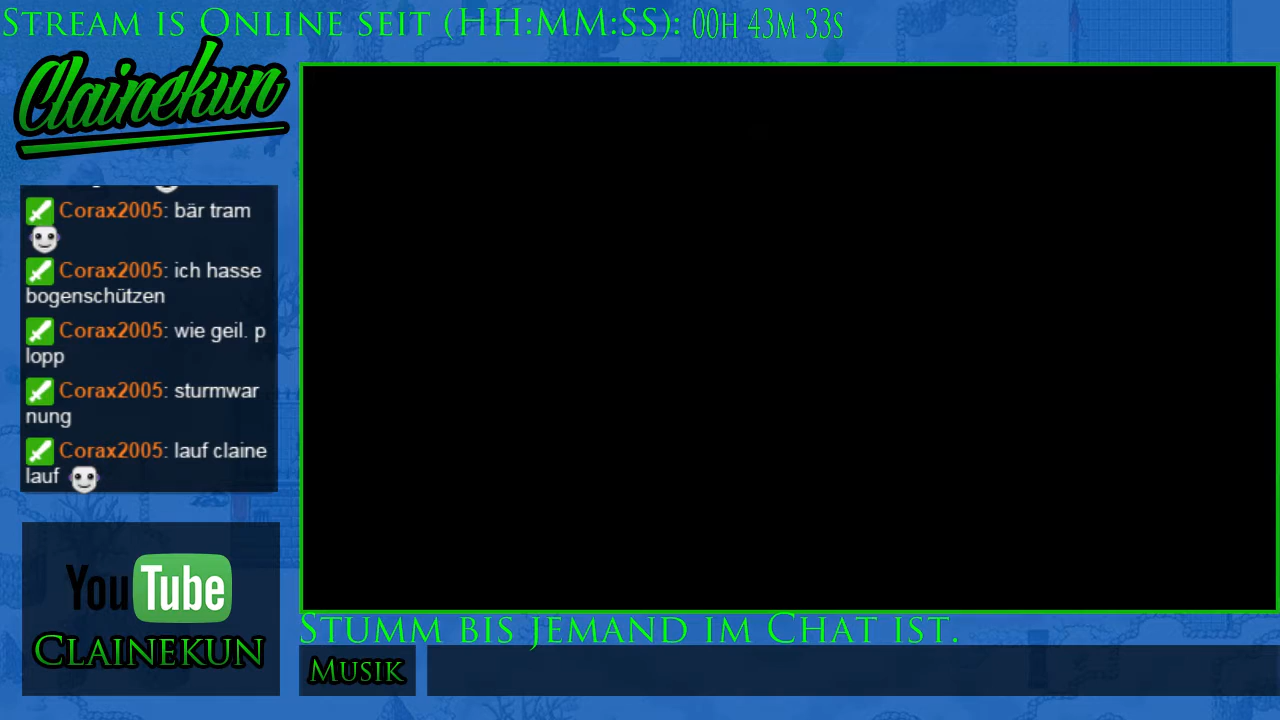 Stream is Online seit (HH:MM:SS): 00h 43m 33s
Clainekun
Corax2005: bär tram
Corax2005: ich hasse
bogenschützen
Corax2005: wie geil. p
lopp
Corax2005: sturmwar
nung
Corax2005: lauf claine
lauf
YouTube
Clainekun
Stumm bis jemand im Chat ist.
Musik